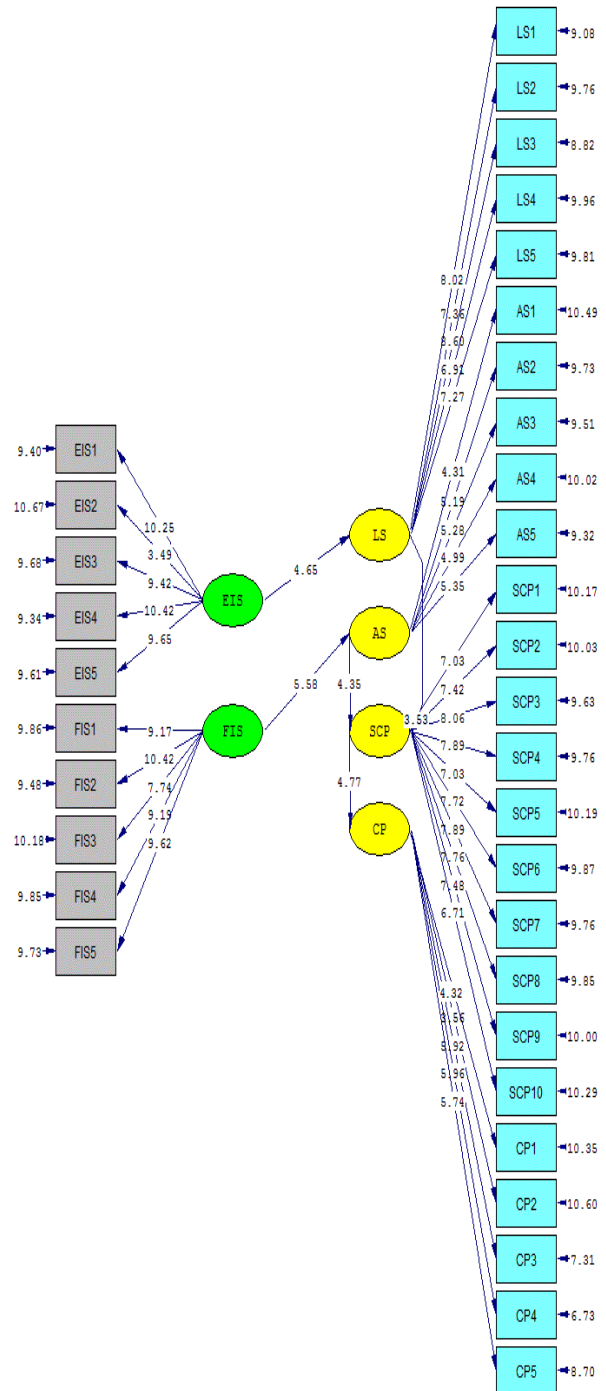 9.40 EIS1
10.67 EIS2
9.68 EIS3
9.34 EIS4
9.61 EIS5
9.86 FIS1
9.48 FIS2
10.18 FIS3
9.85 FIS4
9.73 FIS5
10.25
3.49
9.42
10.42
9.65
9.17
10.42
7.74
9.19
9.62
EIS
FIS
4.65
5.58
LS
AS
4.35
SCP
3.53
4.77
CP
8.02
7.36
6.91
7.27
4.31
5.19
5.28
4.99
5.35
7.03
7.42
8.06
7.89
7.03
7.72
7.89
7.76
7.48
6.71
4.32
3.56
5.96
5.74
LS1 9.08
LS2 9.76
LS3 8.82
LS4 9.96
LS5 9.81
AS1 10.49
AS2 9.73
AS3 9.51
AS4 10.02
AS5 9.32
SCP1 10.17
SCP2 10.03
SCP3 9.63
SCP4 9.76
SCP5 10.19
SCP6 9.87
SCP7 9.76
SCP8 9.85
SCP9 10.00
SCP10 10.29
CP1 10.35
CP2 10.60
CP3 7.31
CP4 6.73
CP5 8.70